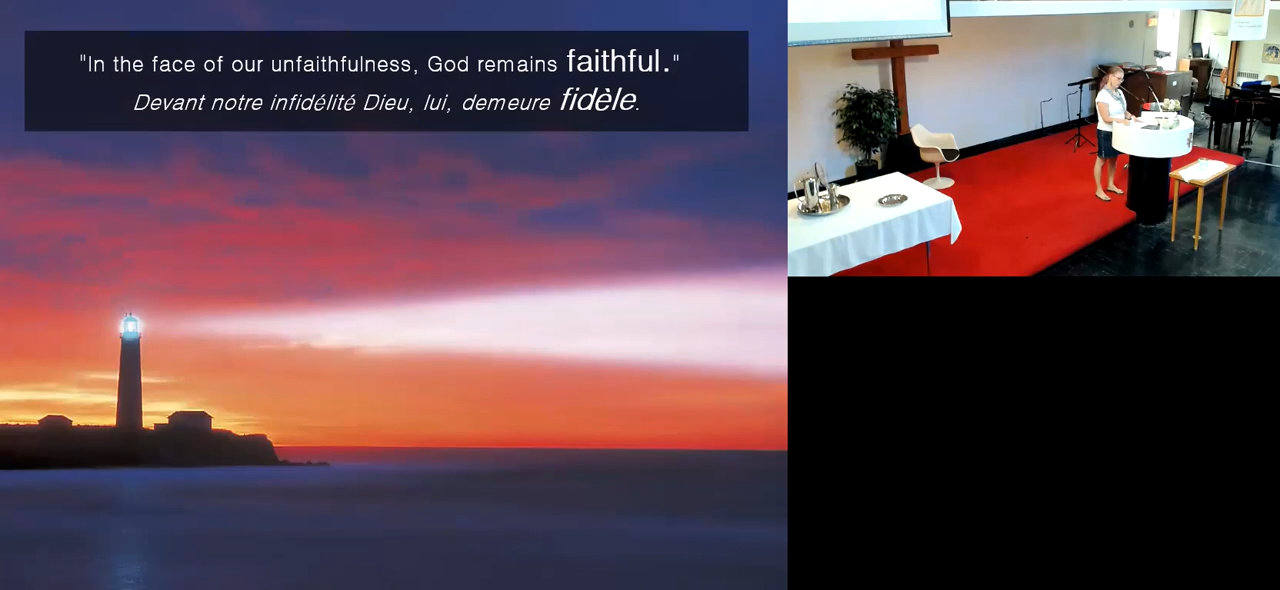 "In the face of our unfaithfulness, God remains faithful."
Devant notre infidélité Dieu, lui, demeure fidèle.